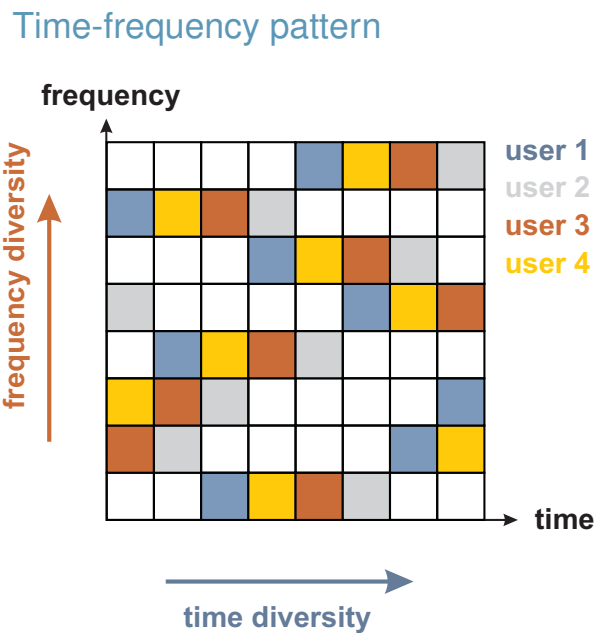 Time-frequency pattern
frequency
frequency diversity
user 1
user 2
user 3
user 4
time
time diversity